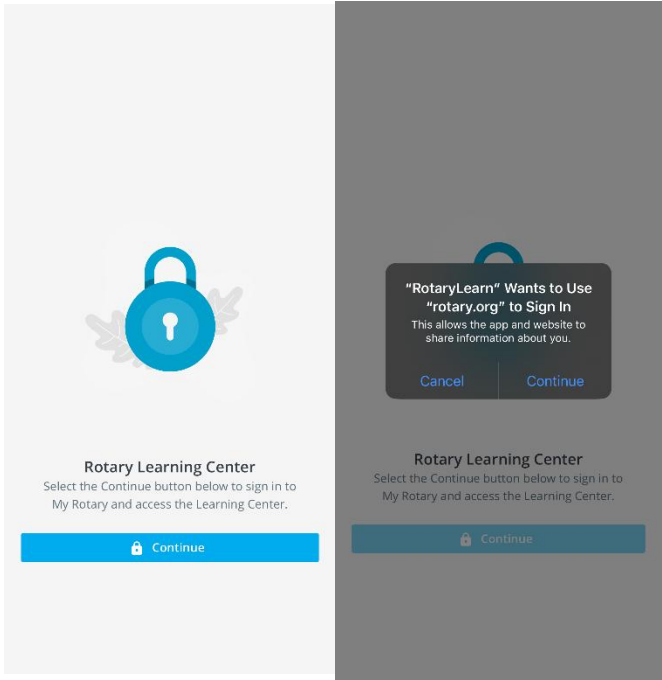 Rotary Learning Center
Select the Continue button below to sign in to
My Rotary and access the Learning Center.
Continue
"RotaryLearn" Wants to Use
"rotary.org" to Sign In
This allows the app and website to
share information about you.
Cancel
Continue
Rotary Learning Center
Select the Continue button below to sign in to
My Rotary and access the Learning Center.
Continue